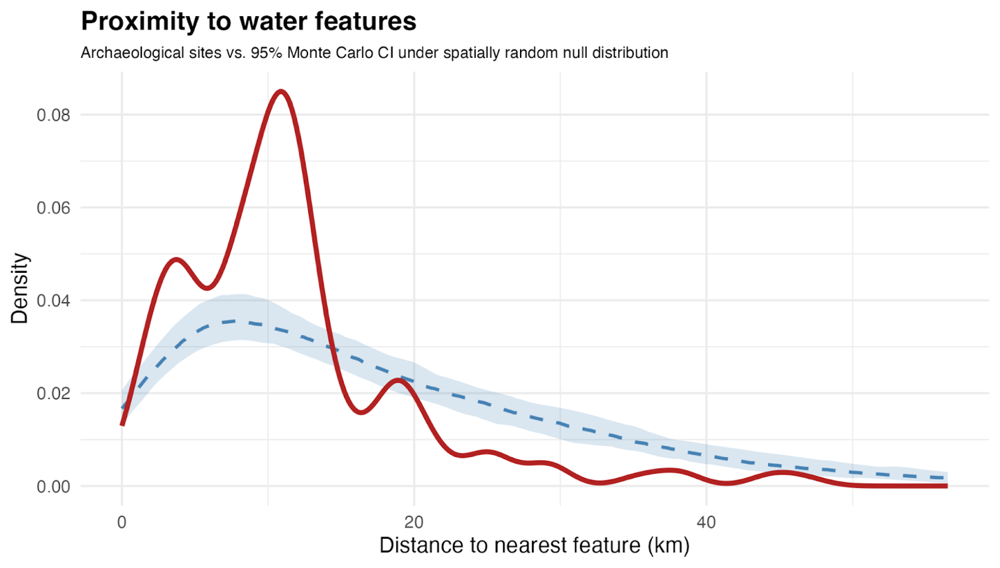 Proximity to water features
Archaeological sites vs. 95% Monte Carlo CI under spatially random null distribution
Density
0.08
0.06
0.04
0.02
0.00
0 20 40
Distance to nearest feature (km)